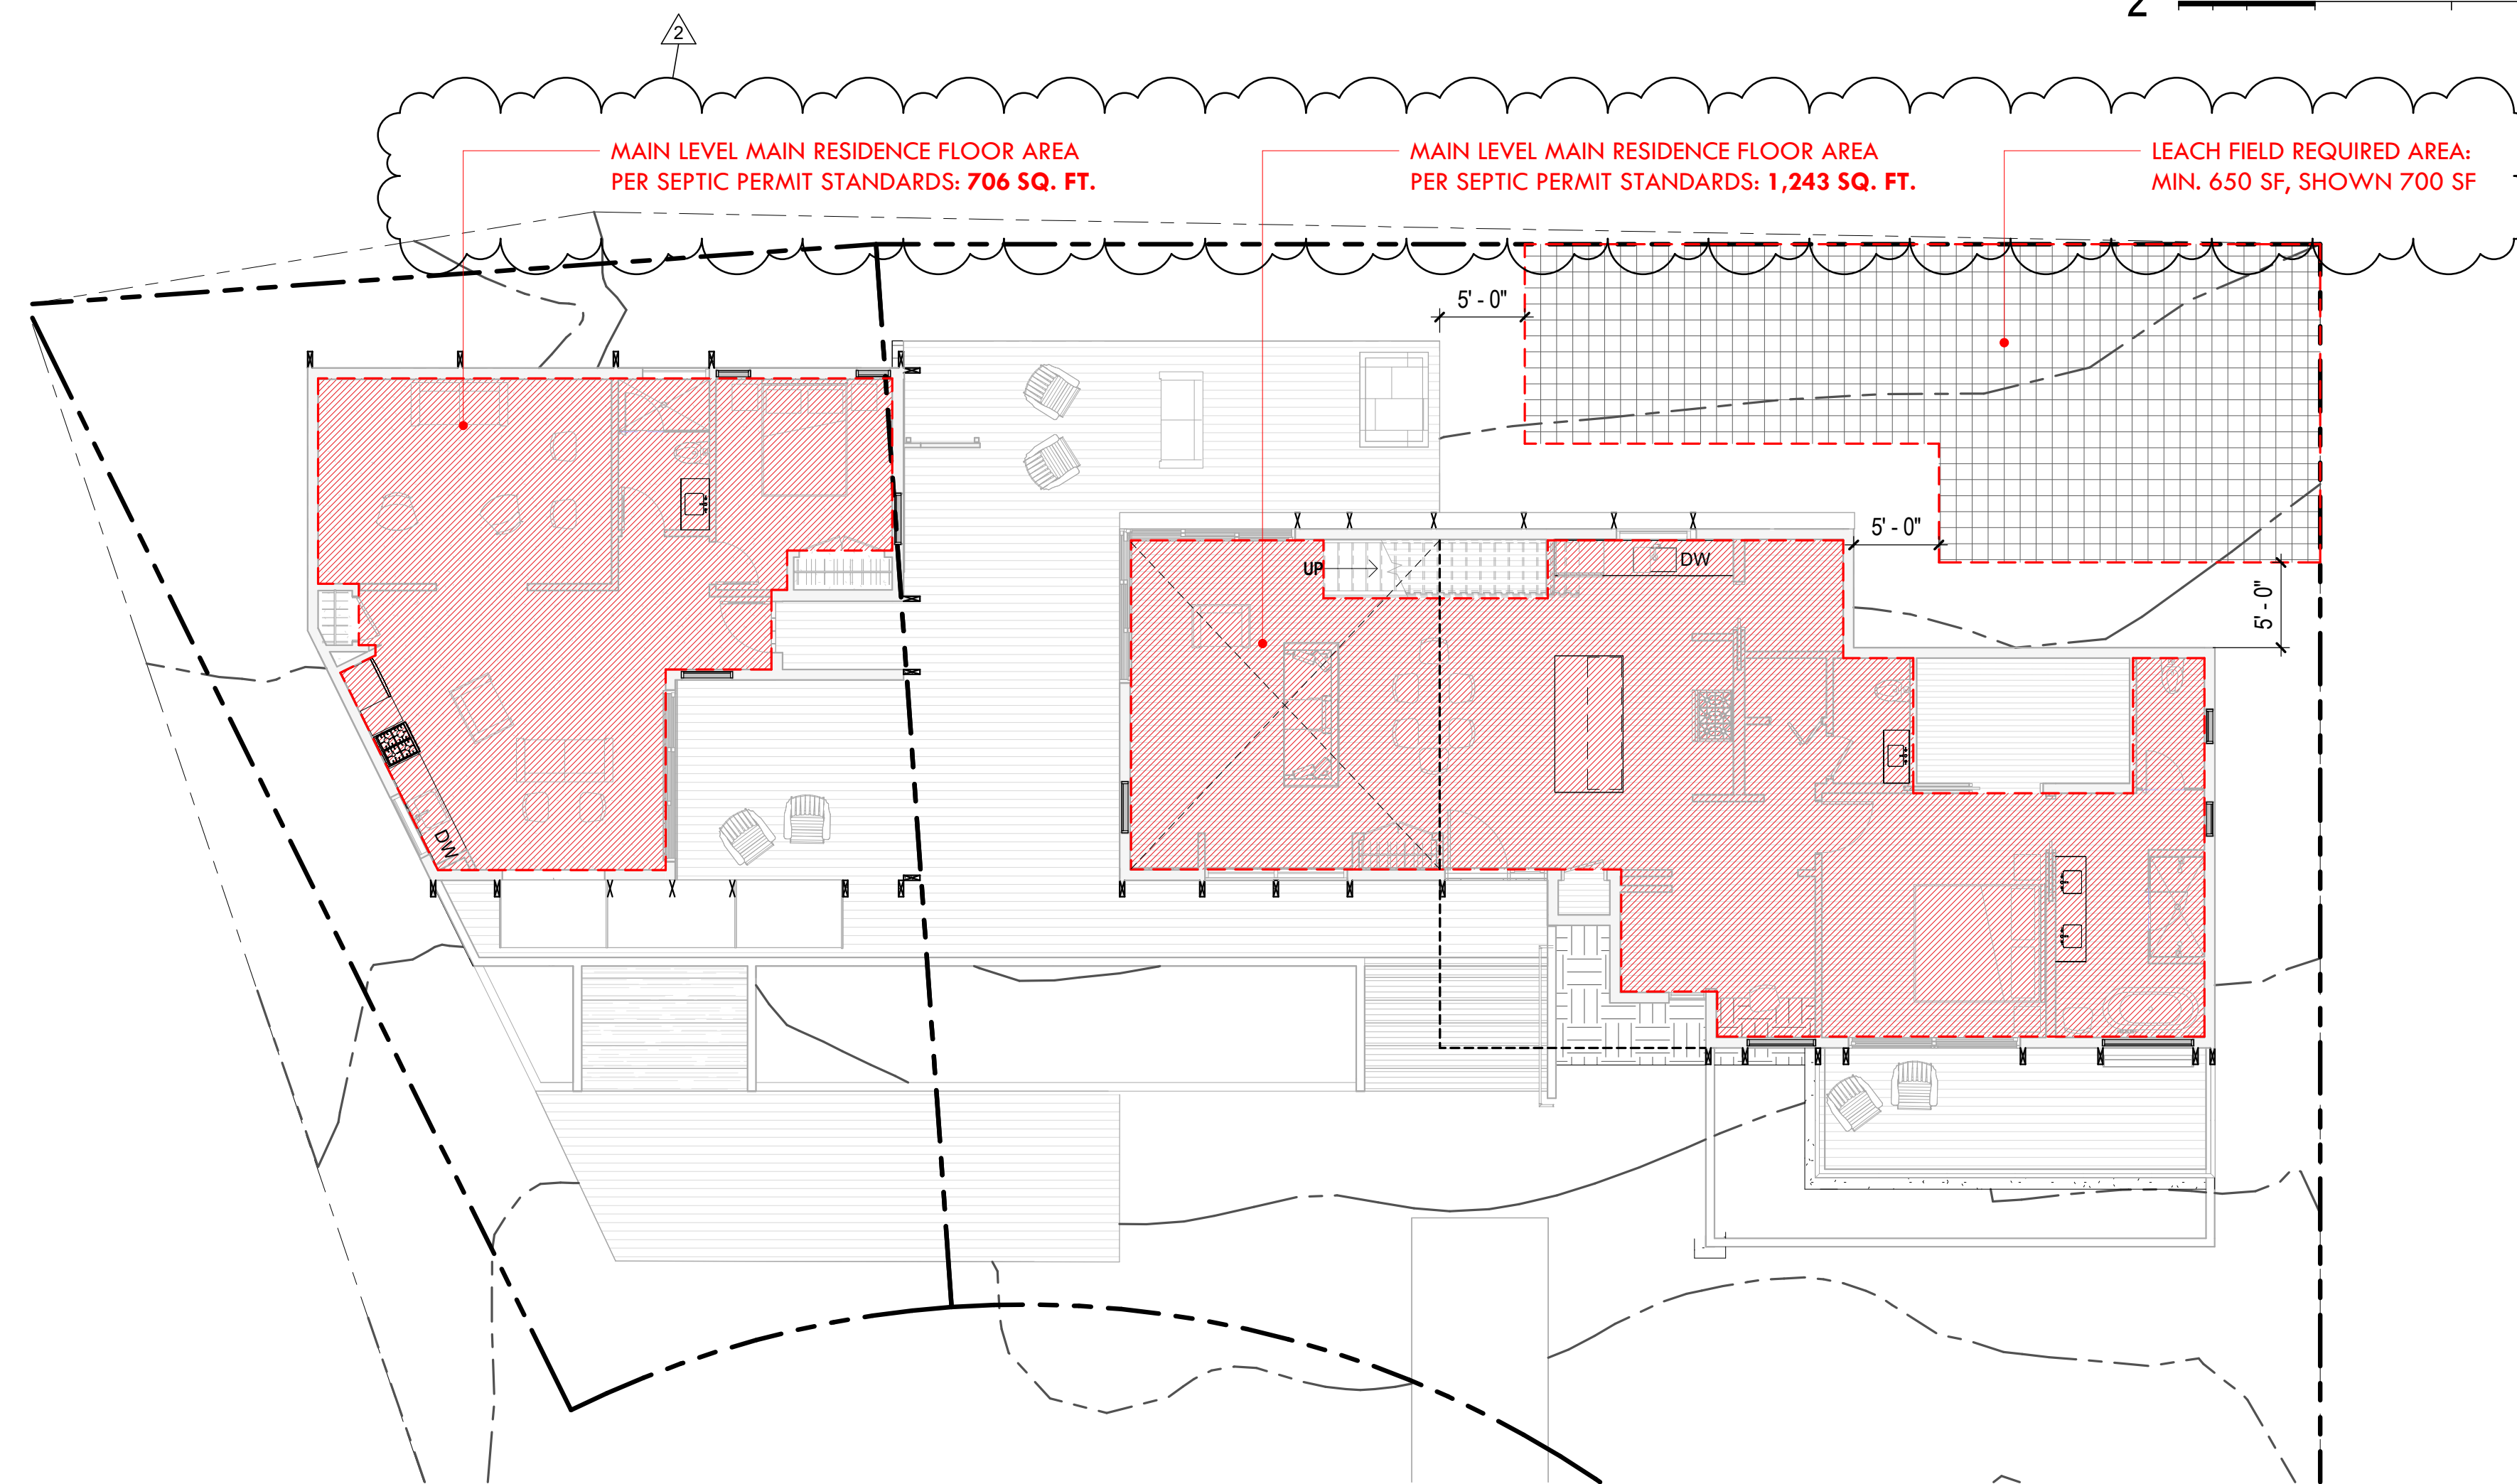 2
2
MAIN LEVEL MAIN RESIDENCE FLOOR AREA
PER SEPTIC PERMIT STANDARDS: 706 SQ. FT.
MAIN LEVEL MAIN RESIDENCE FLOOR AREA
PER SEPTIC PERMIT STANDARDS: 1,243 SQ. FT.
LEACH FIELD REQUIRED AREA:
MIN. 650 SF, SHOWN 700 SF
5' - 0"
5' - 0"
UP
DW
5' - 0"
DW